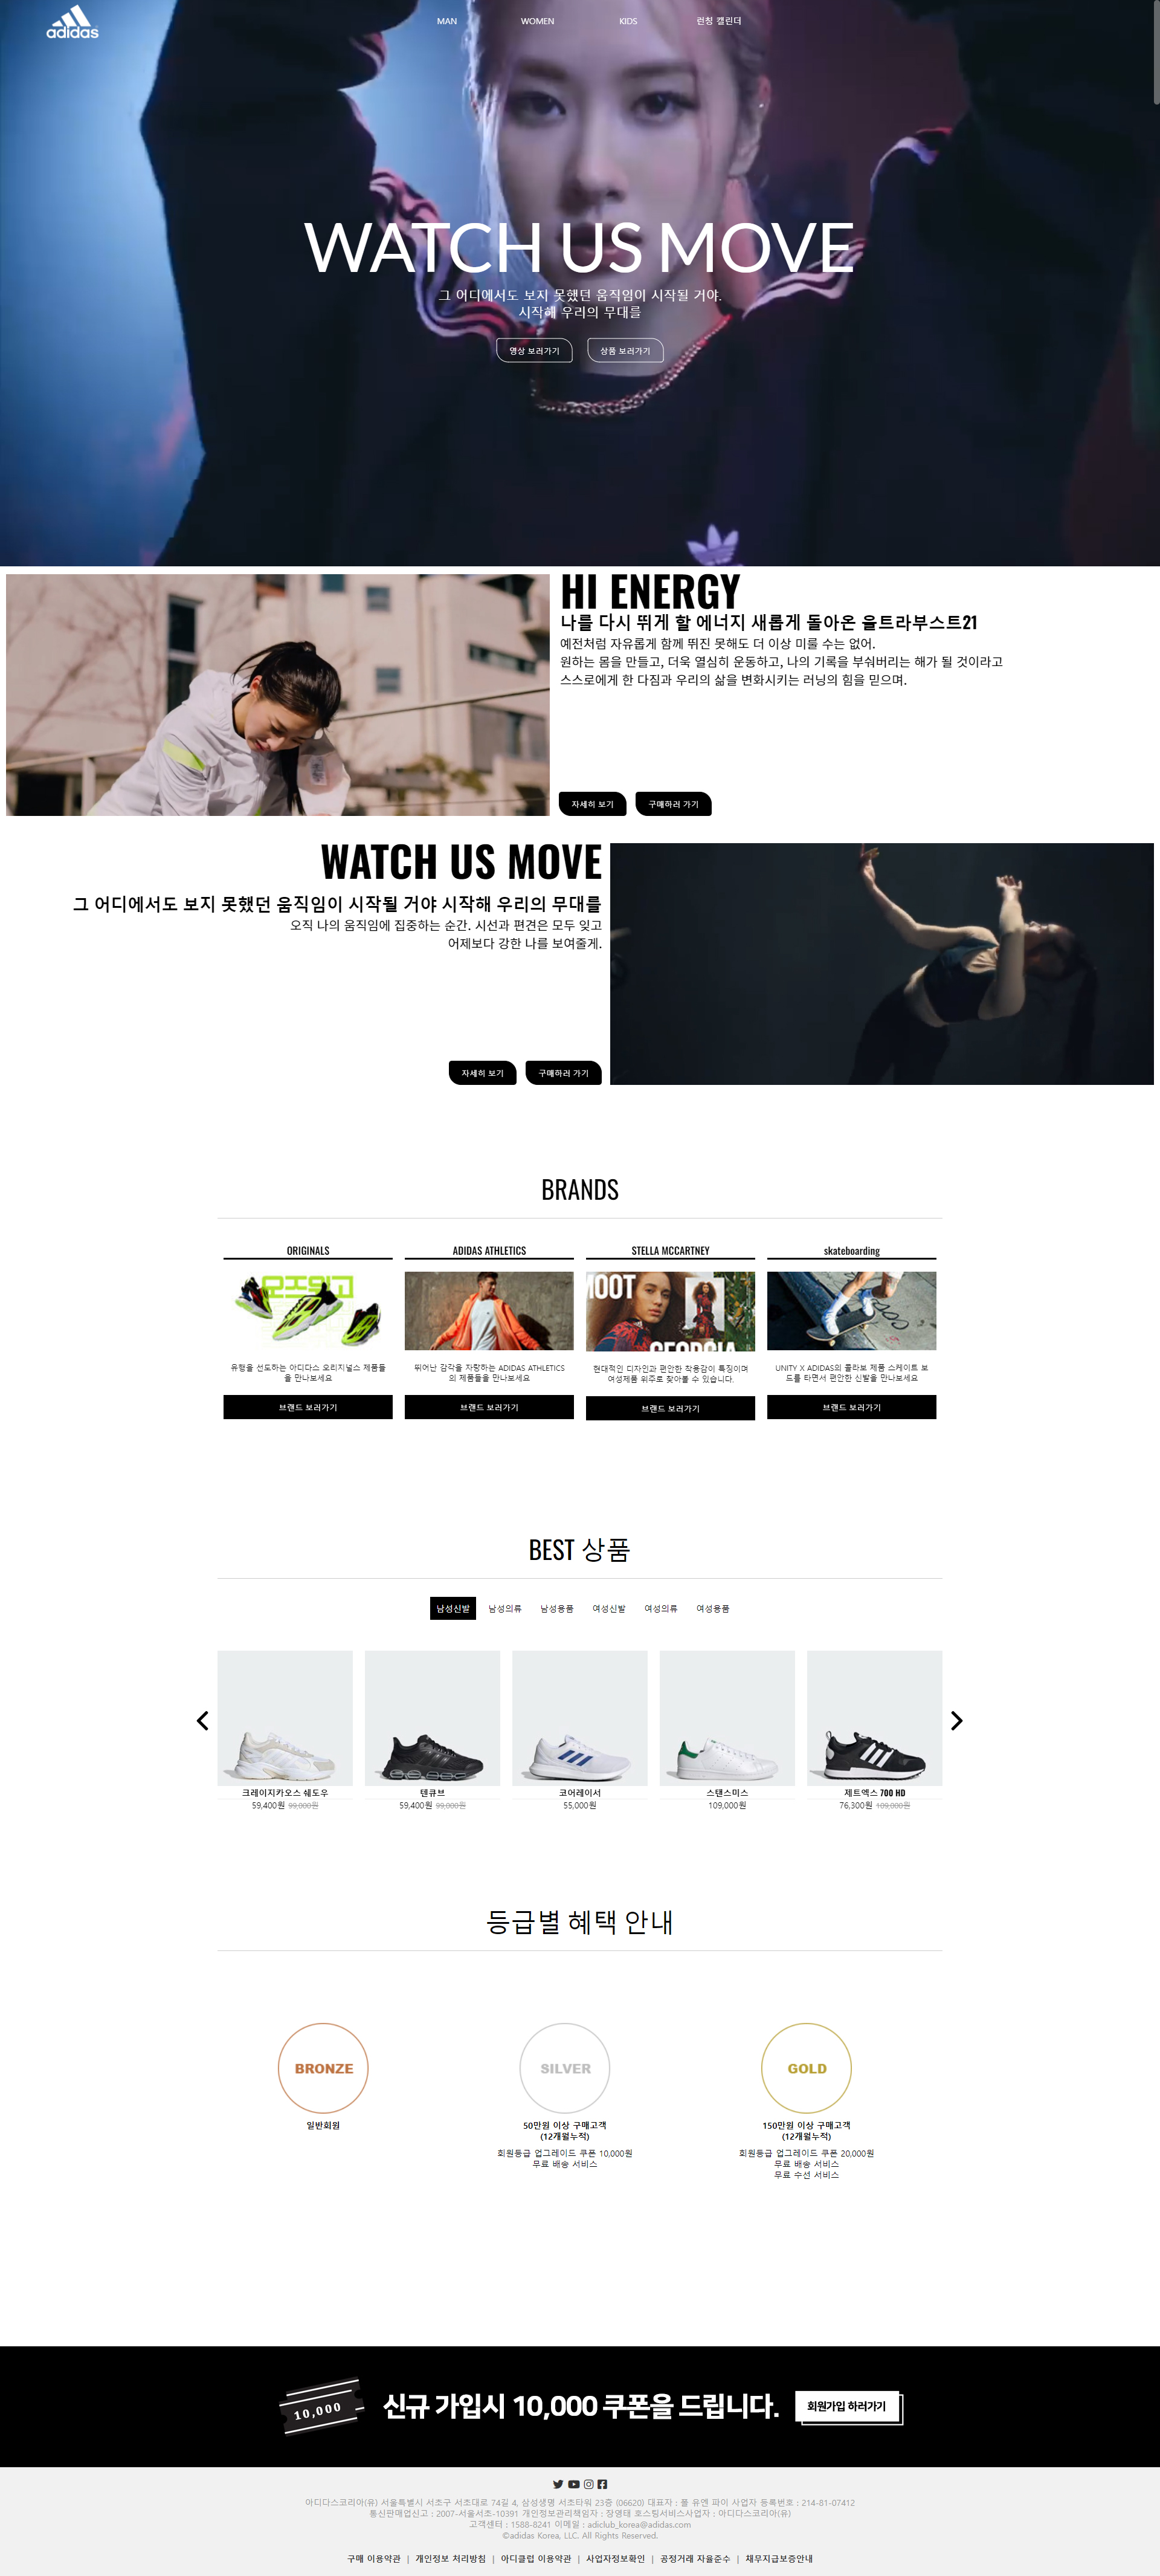 adidas
MAN WOMEN KIDS 런칭 캘린더
WATCH US MOVE
그 어디에서도 보지 못했던 움직임이 시작될 거야.
시작해 우리의 무대를
영상 보러가기 상품 보러가기
HI ENERGY
나를 다시 뛰게 할 에너지 새롭게 돌아온 울트라부스트21
예전처럼 자유롭게 함께 뛰진 못해도 더 이상 미룰 수는 없어.
원하는 몸을 만들고, 더욱 열심히 운동하고, 나의 기록을 부숴버리는 해가 될 것이라고
스스로에게 한 다짐과 우리의 삶을 변화시키는 러닝의 힘을 믿으며.
자세히 보기 구매하러 가기
WATCH US MOVE
그 어디에서도 보지 못했던 움직임이 시작될 거야 시작해 우리의 무대를
오직 나의 움직임에 집중하는 순간. 시선과 편견은 모두 잊고
어제보다 강한 나를 보여줄게.
자세히 보기 구매하러 가기
BRANDS
ORIGINALS ADIDAS ATHLETICS STELLA MCCARTNEY skateboarding
유행을 선도하는 아디다스 오리지널스 제품들
을 만나보세요
브랜드 보러가기
뛰어난 감각을 자랑하는 ADIDAS ATHLETICS
의 제품들을 만나보세요
브랜드 보러가기
현대적인 디자인과 편안한 착용감이 특징이며
여성제품 위주로 찾아볼 수 있습니다.
브랜드 보러가기
UNITY X ADIDAS의 콜라보 제품 스케이트 보
드를 타면서 편안한 신발을 만나보세요
브랜드 보러가기
BEST 상품
남성신발 남성의류 남성용품 여성신발 여성의류 여성용품
크레이지카오스 쉐도우 텐큐브 코어레이서 스탠스미스 제트엑스 700 HD
59,400원 99,000원 59,400원 99,000원 55,000원 109,000원 76,300원 109,000원
등급별 혜택 안내
BRONZE SILVER GOLD
일반회원
50만원 이상 구매고객
(12개월누적)
회원등급 업그레이드 쿠폰 10,000원
무료 배송 서비스
150만원 이상 구매고객
(12개월누적)
회원등급 업그레이드 쿠폰 20,000원
무료 배송 서비스
무료 수선 서비스
10,000 신규 가입시 10,000 쿠폰을 드립니다. 회원가입 하러가기
아디다스코리아(유) 서울특별시 서초구 서초대로 74길 4, 삼성생명 서초타워 23층 (06620) 대표자 : 폴 유엔 파이 사업자 등록번호 : 214-81-07412
통신판매업신고 : 2007-서울서초-10391 개인정보관리책임자 : 장영태 호스팅서비스사업자 : 아디다스코리아(유)
고객센터 : 1588-8241 이메일 : adiclub_korea@adidas.com
©adidas Korea, LLC. All Rights Reserved.
구매 이용약관 | 개인정보 처리방침 | 아디클럽 이용약관 | 사업자정보확인 | 공정거래 자율준수 | 채무지급보증안내